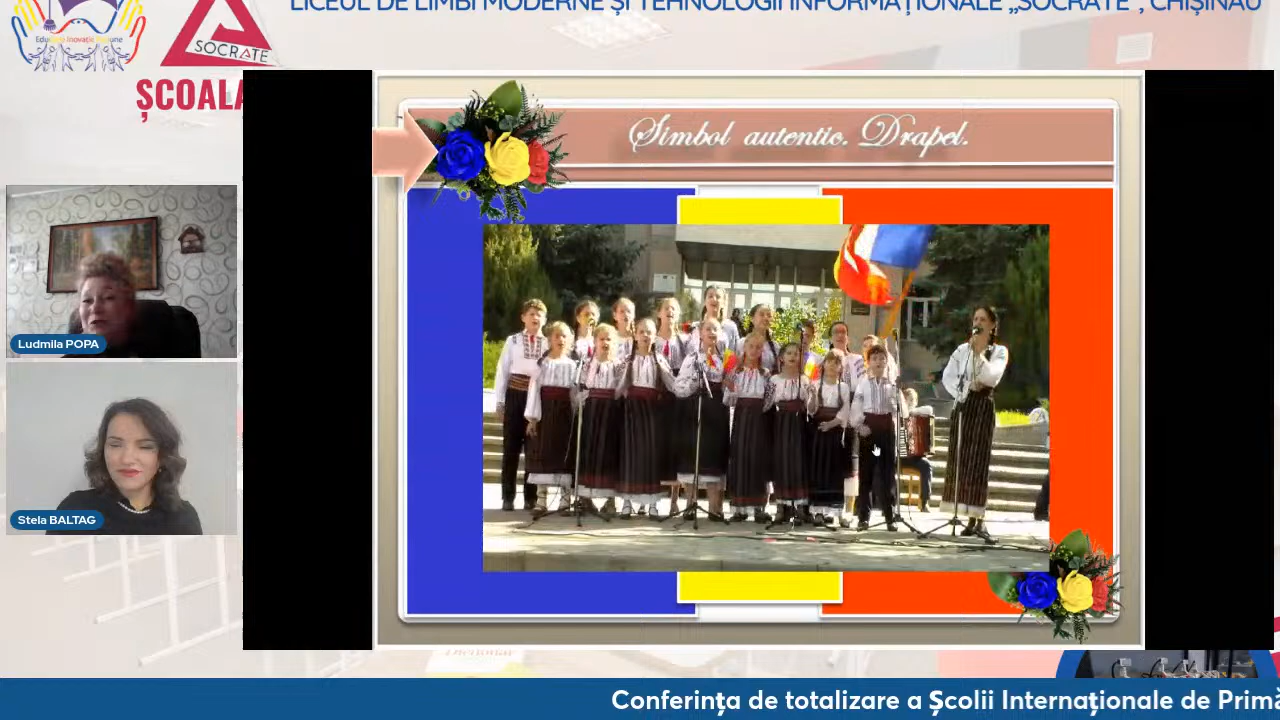 LICEUL DE LIMBI MODERNE ȘI TEHNOLOGII INFORMAȚIONALE „SOCRATE", CHIȘINĂU
SOCRATE
ȘCOALA
Simbol autentic. Drapel.
Ludmila POPA
Stela BALTAG
Conferința de totalizare a Școlii Internaționale de Primă